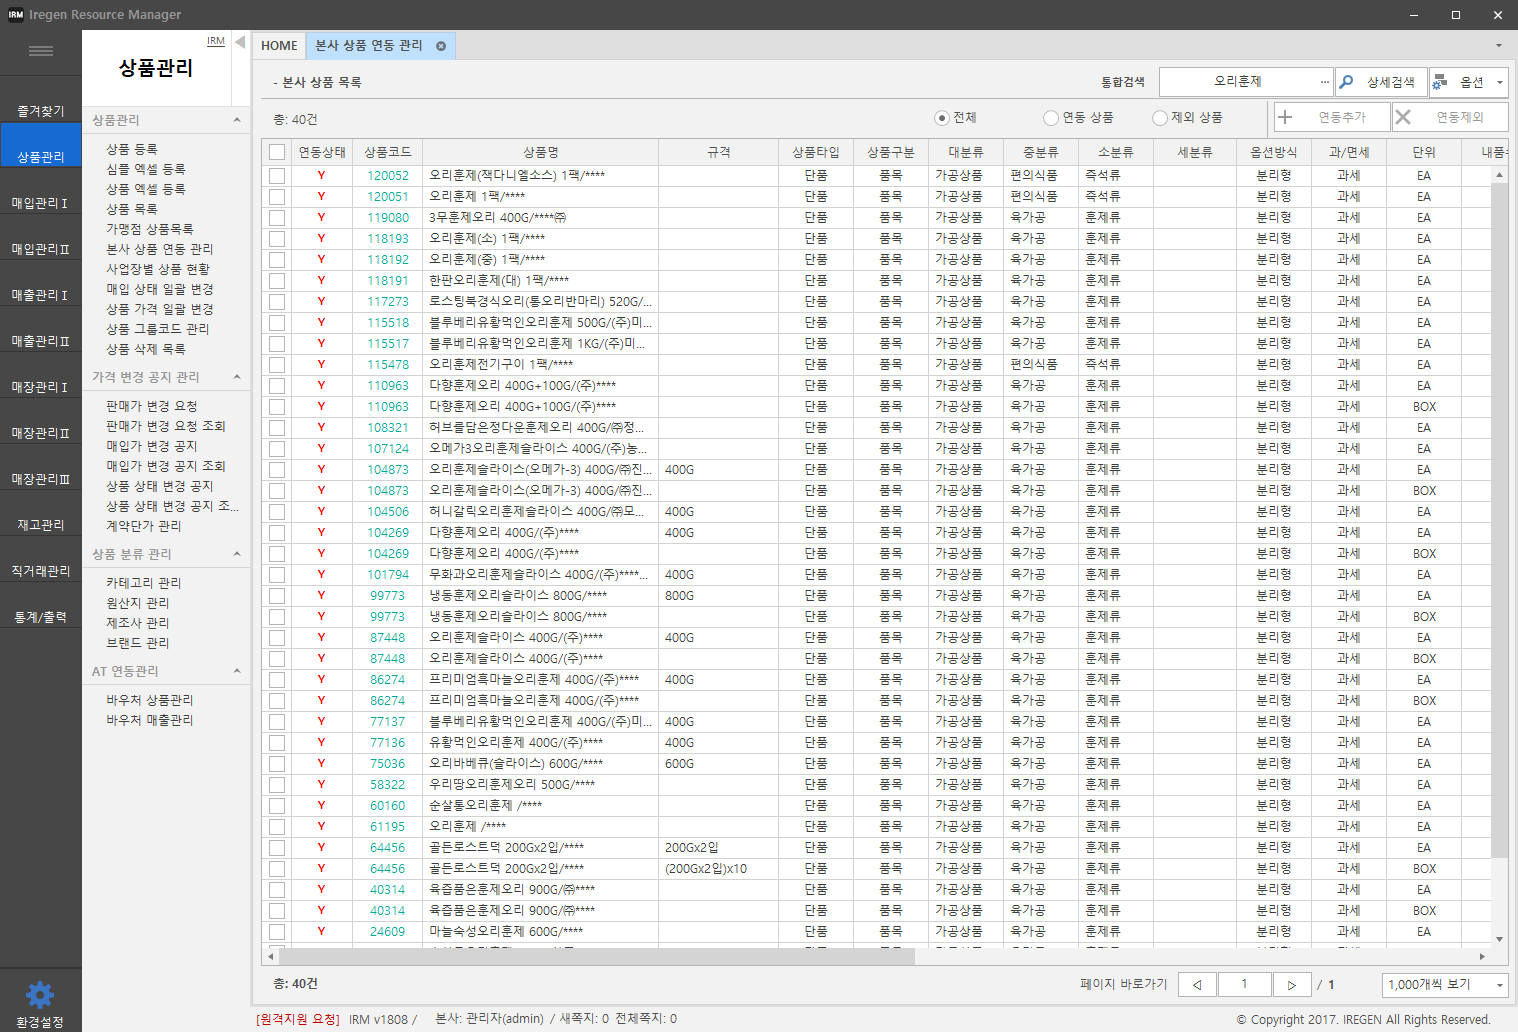 IRM Iregen Resource Manager
즐겨찾기
상품관리
매입관리 I
매입관리II
매출관리 I
매출관리II
매장관리 I
매장관리II
매장관리III
재고관리
직거래관리
통계/출력
환경설정
IRM
상품관리
상품관리
상품 등록
심플 엑셀 등록
상품 엑셀 등록
상품 목록
가맹점 상품목록
본사 상품 연동 관리
사업장별 상품 현황
매입 상태 일괄 변경
상품 가격 일괄 변경
상품 그룹코드 관리
상품 삭제 목록
가격 변경 공지 관리
판매가 변경 요청
판매가 변경 요청 조회
매입가 변경 공지
매입가 변경 공지 조회
상품 상태 변경 공지
상품 상태 변경 공지 조...
계약단가 관리
상품 분류 관리
카테고리 관리
원산지 관리
제조사 관리
브랜드 관리
AT 연동관리
바우처 상품관리
바우처 매출관리
HOME 본사 상품 연동 관리
- 본사 상품 목록 통합검색 오리훈제 ... 상세검색 옵션
총: 40건 전체 연동 상품 제외 상품 연동추가 연동제외
연동상태 상품코드 상품명 규격 상품타입 상품구분 대분류 중분류 소분류 세분류 옵션방식 과/면세 단위
Y 120052 오리훈제(잭다니엘소스) 1팩/**** 단품 품목 가공상품 편의식품 즉석류 분리형 과세 EA
Y 120051 오리훈제 1팩/**** 단품 품목 가공상품 편의식품 즉석류 분리형 과세 EA
Y 119080 3무훈제오리 400G/****㈜ 단품 품목 가공상품 육가공 훈제류 분리형 과세 EA
Y 118193 오리훈제(소) 1팩/**** 단품 품목 가공상품 육가공 훈제류 분리형 과세 EA
Y 118192 오리훈제(중) 1팩/**** 단품 품목 가공상품 육가공 훈제류 분리형 과세 EA
Y 118191 한판오리훈제(대) 1팩/**** 단품 품목 가공상품 육가공 훈제류 분리형 과세 EA
Y 117273 로스팅북경식오리(통오리반마리) 520G/... 단품 품목 가공상품 육가공 훈제류 분리형 과세 EA
Y 115518 블루베리유황먹인오리훈제 500G/(주)미... 단품 품목 가공상품 육가공 훈제류 분리형 과세 EA
Y 115517 블루베리유황먹인오리훈제 1KG/(주)미... 단품 품목 가공상품 육가공 훈제류 분리형 과세 EA
Y 115478 오리훈제전기구이 1팩/**** 단품 품목 가공상품 편의식품 즉석류 분리형 과세 EA
Y 110963 다향훈제오리 400G+100G/(주)**** 단품 품목 가공상품 육가공 훈제류 분리형 과세 EA
Y 110963 다향훈제오리 400G+100G/(주)**** 단품 품목 가공상품 육가공 훈제류 분리형 과세 BOX
Y 108321 허브를담은정다운훈제오리 400G/㈜정... 단품 품목 가공상품 육가공 훈제류 분리형 과세 EA
Y 107124 오메가3오리훈제슬라이스 400G/(주)농... 단품 품목 가공상품 육가공 훈제류 분리형 과세 EA
Y 104873 오리훈제슬라이스(오메가-3) 400G/㈜진... 400G 단품 품목 가공상품 육가공 훈제류 분리형 과세 EA
Y 104873 오리훈제슬라이스(오메가-3) 400G/㈜진... 단품 품목 가공상품 육가공 훈제류 분리형 과세 BOX
Y 104506 허니갈릭오리훈제슬라이스 400G/㈜모... 400G 단품 품목 가공상품 육가공 훈제류 분리형 과세 EA
Y 104269 다향훈제오리 400G/(주)**** 400G 단품 품목 가공상품 육가공 훈제류 분리형 과세 EA
Y 104269 다향훈제오리 400G/(주)**** 단품 품목 가공상품 육가공 훈제류 분리형 과세 BOX
Y 101794 무화과오리훈제슬라이스 400G/(주)****... 400G 단품 품목 가공상품 육가공 훈제류 분리형 과세 EA
Y 99773 냉동훈제오리슬라이스 800G/**** 800G 단품 품목 가공상품 육가공 훈제류 분리형 과세 EA
Y 99773 냉동훈제오리슬라이스 800G/**** 단품 품목 가공상품 육가공 훈제류 분리형 과세 BOX
Y 87448 오리훈제슬라이스 400G/(주)**** 400G 단품 품목 가공상품 육가공 훈제류 분리형 과세 EA
Y 87448 오리훈제슬라이스 400G/(주)**** 단품 품목 가공상품 육가공 훈제류 분리형 과세 BOX
Y 86274 프리미엄흑마늘오리훈제 400G/(주)**** 400G 단품 품목 가공상품 육가공 훈제류 분리형 과세 EA
Y 86274 프리미엄흑마늘오리훈제 400G/(주)**** 단품 품목 가공상품 육가공 훈제류 분리형 과세 BOX
Y 77137 블루베리유황먹인오리훈제 400G/(주)미... 400G 단품 품목 가공상품 육가공 훈제류 분리형 과세 EA
Y 77136 유황먹인오리훈제 400G/(주)**** 400G 단품 품목 가공상품 육가공 훈제류 분리형 과세 EA
Y 75036 오리바베큐(슬라이스) 600G/**** 600G 단품 품목 가공상품 육가공 훈제류 분리형 과세 EA
Y 58322 우리땅오리훈제오리 500G/**** 단품 품목 가공상품 육가공 훈제류 분리형 과세 EA
Y 60160 순살통오리훈제 /**** 단품 품목 가공상품 육가공 훈제류 분리형 과세 EA
Y 61195 오리훈제 /**** 단품 품목 가공상품 육가공 훈제류 분리형 과세 EA
Y 64456 골든로스트덕 200Gx2입/**** 200Gx2입 단품 품목 가공상품 육가공 훈제류 분리형 과세 EA
Y 64456 골든로스트덕 200Gx2입/**** (200Gx2입)x10 단품 품목 가공상품 육가공 훈제류 분리형 과세 BOX
Y 40314 육즙품은훈제오리 900G/㈜**** 단품 품목 가공상품 육가공 훈제류 분리형 과세 EA
Y 40314 육즙품은훈제오리 900G/㈜**** 단품 품목 가공상품 육가공 훈제류 분리형 과세 BOX
Y 24609 마늘숙성오리훈제 600G/**** 단품 품목 가공상품 육가공 훈제류 분리형 과세 EA
총: 40건 페이지 바로가기 1 / 1 1,000개씩 보기
[원격지원 요청] IRM v1808 / 본사: 관리자(admin) / 새쪽지: 0 전체쪽지: 0 © Copyright 2017. IREGEN All Rights Reserved.